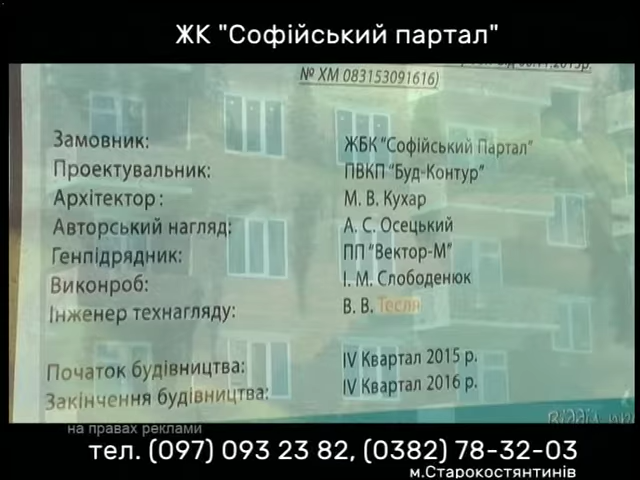 ЖК "Софійський партал"
№ ХМ 083153091616)
Замовник: ЖБК "Софійський Партал"
Проектувальник: ПВКП "Буд-Контур"
Архітектор: М. В. Кухар
Авторський нагляд: А. С. Осецький
Генпідрядник: ПП "Вектор-М"
Виконроб: І. М. Слободенюк
Інженер технагляду: В. В. Тесля
Початок будівництва: IV Квартал 2015 р.
Закінчення будівництва: IV Квартал 2016 р.
на правах реклами
тел. (097) 093 23 82, (0382) 78-32-03
м.Старокостянтинів